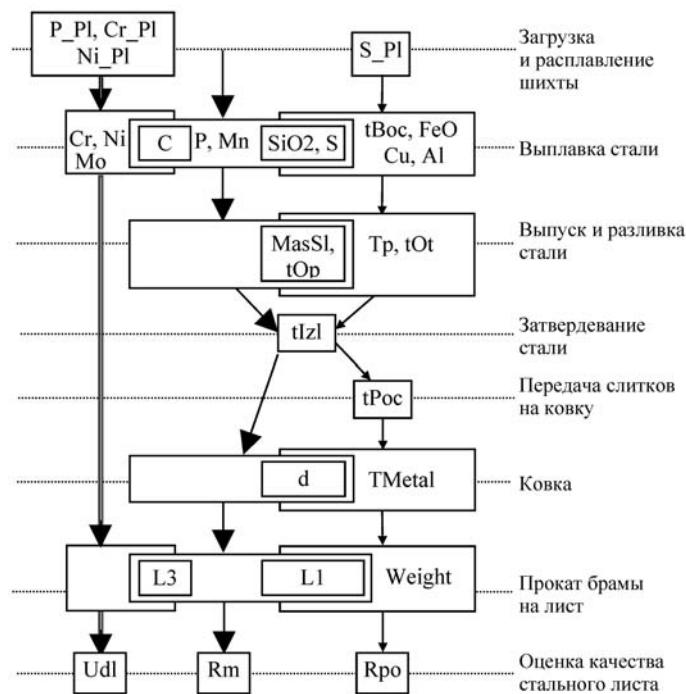 P_Pl, Cr_Pl
Ni_Pl
S_Pl
Загрузка
и расплавление
шихты
Cr, Ni
Mo
C
P, Mn
SiO2, S
tBoc, FeO
Cu, Al
Выплавка стали
MasSl,
tOp
Tp, tOt
Выпуск и разливка
стали
tIzl
Затвердевание
стали
tPoc
Передача слитков
на ковку
d
TMetal
Ковка
L3
L1
Weight
Прокат брамы
на лист
Udl
Rm
Rpo
Оценка качества
стального листа